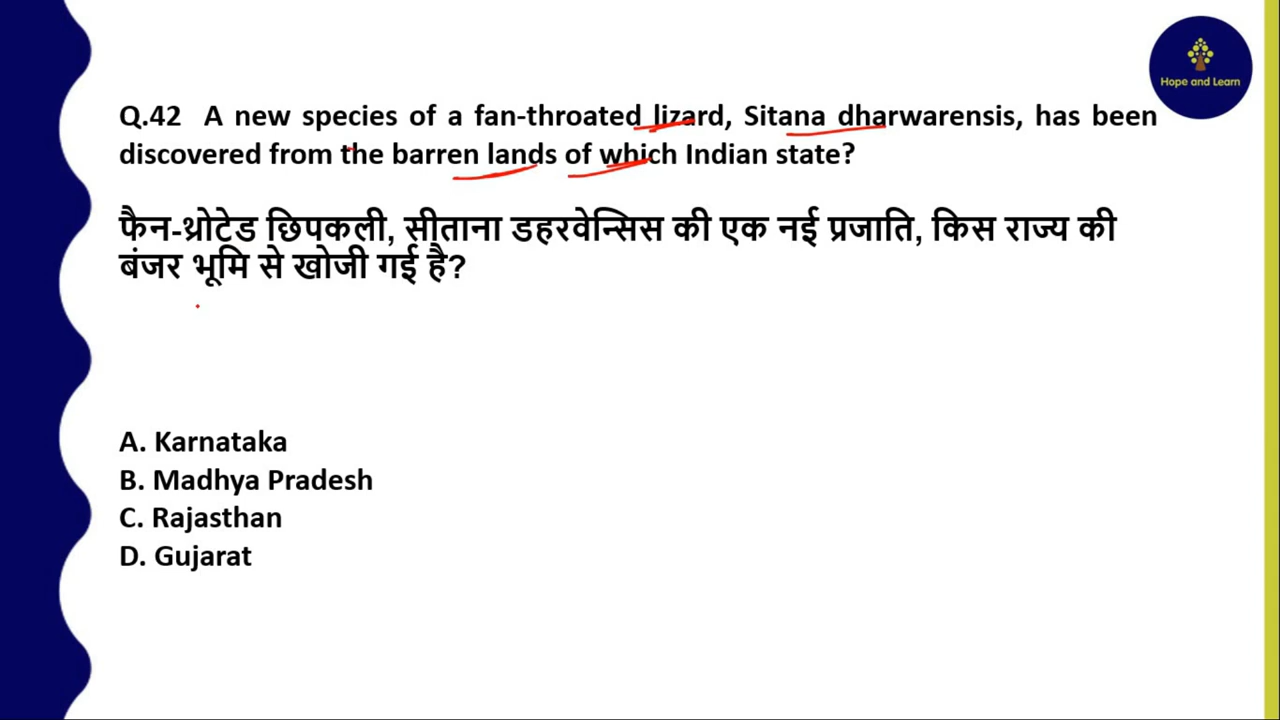 Hope and Learn
Q.42 A new species of a fan-throated lizard, Sitana dharwarensis, has been
discovered from the barren lands of which Indian state?
फैन-थ्रोटेड छिपकली, सीताना डहरवेन्सिस की एक नई प्रजाति, किस राज्य की
बंजर भूमि से खोजी गई है?
A. Karnataka
B. Madhya Pradesh
C. Rajasthan
D. Gujarat